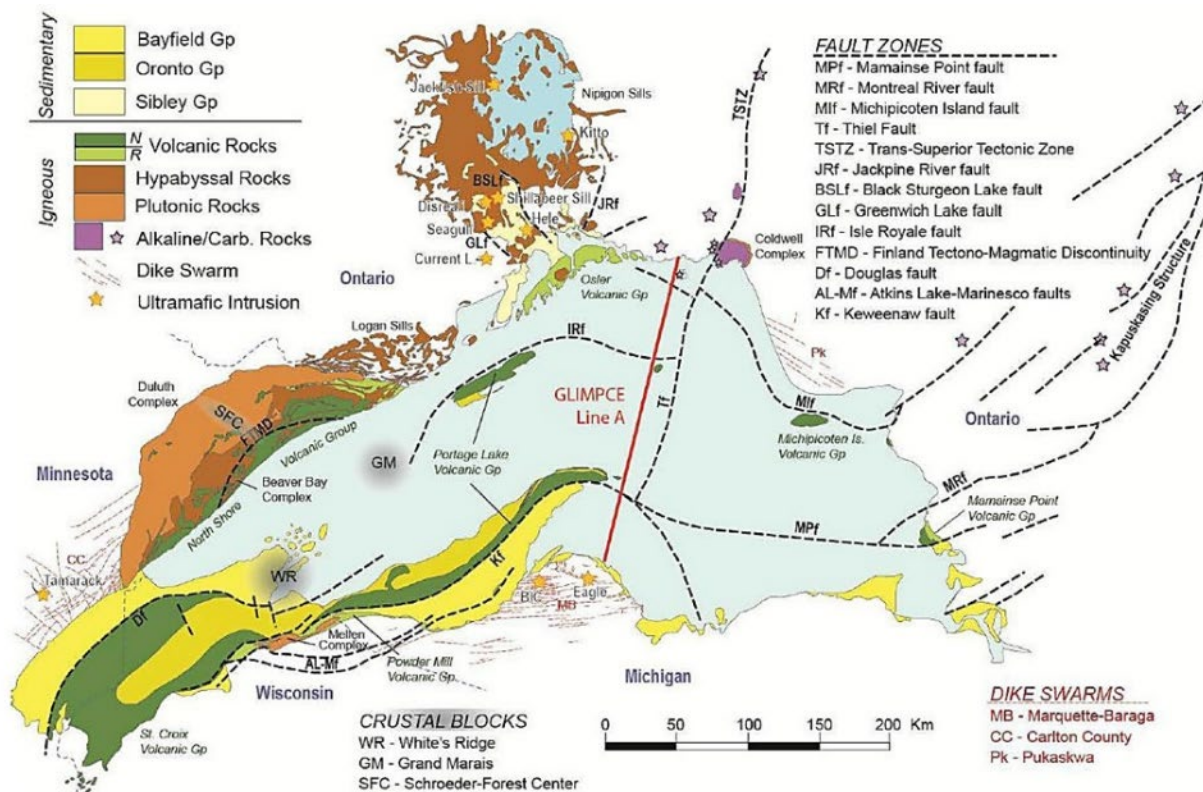 Sedimentary
Bayfield Gp
Oronto Gp
Sibley Gp
Igneous
N
R
Volcanic Rocks
Hypabyssal Rocks
Plutonic Rocks
Alkaline/Carb. Rocks
Dike Swarm
Ultramafic Intrusion
FAULT ZONES
MPf - Mamainse Point fault
MRf - Montreal River fault
MIf - Michipicoten Island fault
Tf - Thiel Fault
TSTZ - Trans-Superior Tectonic Zone
JRf - Jackpine River fault
BSLf - Black Sturgeon Lake fault
GLf - Greenwich Lake fault
IRf - Isle Royale fault
FTMD - Finland Tectono-Magmatic Discontinuity
Df - Douglas fault
AL-Mf - Atkins Lake-Marinesco faults
Kf - Keweenaw fault
Nipigon Sills
Kitto
TSTZ
BSLf
Disreali
Shillabeer Sill
JRf
Seagull
Hele
GLf
Current L.
Coldwell
Complex
Ontario
Osler
Volcanic Gp
Logan Sills
Kapuskasing Structure
Pk
IRf
Duluth
Complex
SFC
FTMD
GLIMPCE
Line A
Tf
MIf
Ontario
Michipicoten Is.
Volcanic Gp
Minnesota
Volcanic Group
GM
Portage Lake
Volcanic Gp
Beaver Bay
Complex
North Shore
MRf
Mamainse Point
Volcanic Gp
MPf
Kf
CC
Tamarack
WR
BIC
Eagle
MB
Df
Mellen
Complex
AL-Mf
Powder Mill
Volcanic Gp.
Wisconsin
Michigan
St. Croix
Volcanic Gp
CRUSTAL BLOCKS
WR - White's Ridge
GM - Grand Marais
SFC - Schroeder-Forest Center
0 50 100 150 200 Km
DIKE SWARMS
MB - Marquette-Baraga
CC - Carlton County
Pk - Pukaskwa